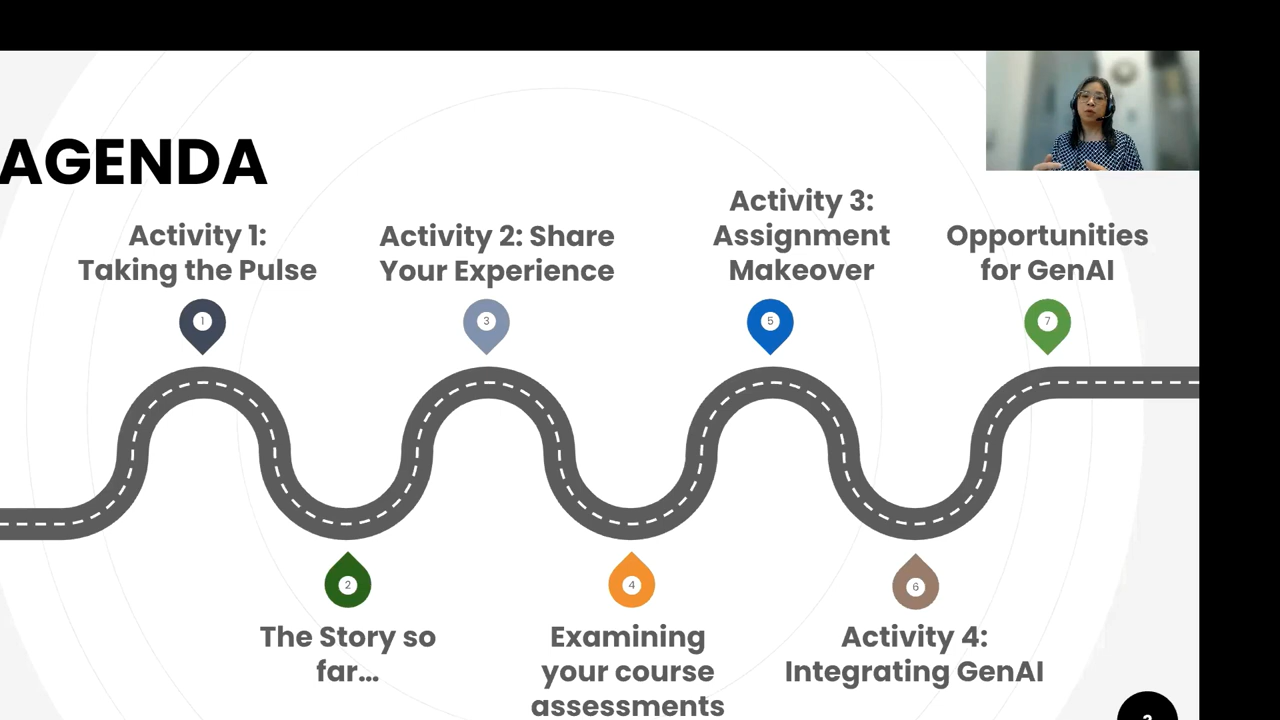 AGENDA
Activity 1:
Taking the Pulse
Activity 2: Share
Your Experience
Activity 3:
Assignment
Makeover
Opportunities
for GenAI
1
3
5
7
2
4
6
The Story so
far...
Examining
your course
assessments
Activity 4:
Integrating GenAI